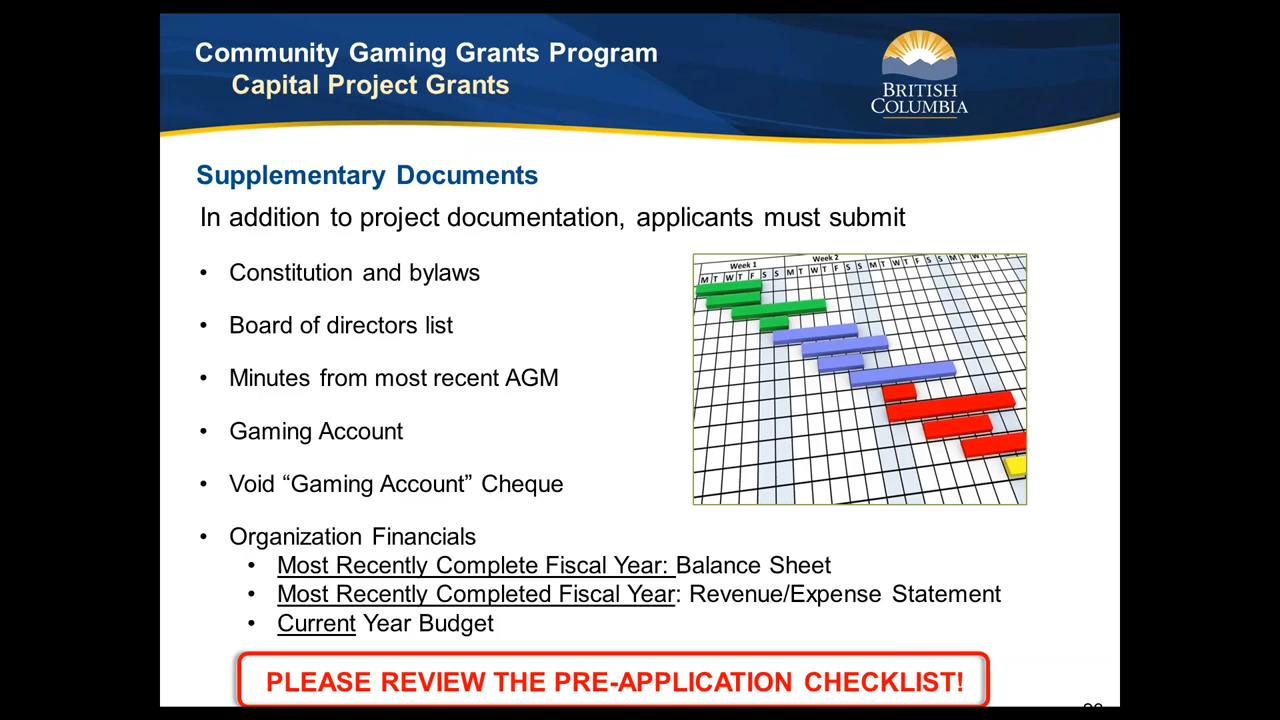 Community Gaming Grants Program
Capital Project Grants
BRITISH
COLUMBIA
Supplementary Documents
In addition to project documentation, applicants must submit
• Constitution and bylaws
• Board of directors list
• Minutes from most recent AGM
• Gaming Account
• Void “Gaming Account” Cheque
• Organization Financials
• Most Recently Complete Fiscal Year: Balance Sheet
• Most Recently Completed Fiscal Year: Revenue/Expense Statement
• Current Year Budget
Week 1 Week 2
M T W T F S S M T W T F S S M T W T F S S M T W
PLEASE REVIEW THE PRE-APPLICATION CHECKLIST!